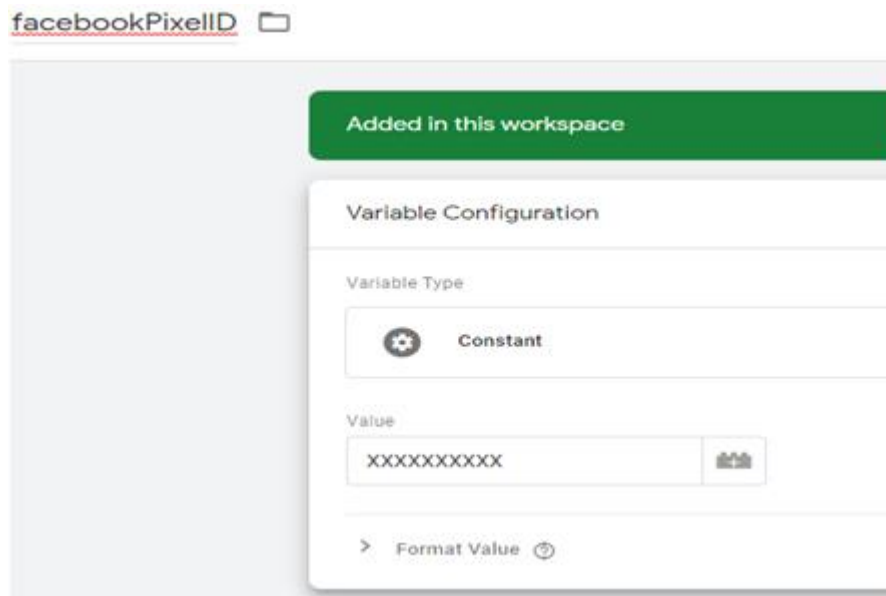 facebookPixelID
Added in this workspace
Variable Configuration
Variable Type
Constant
Value
XXXXXXXXXX
Format Value